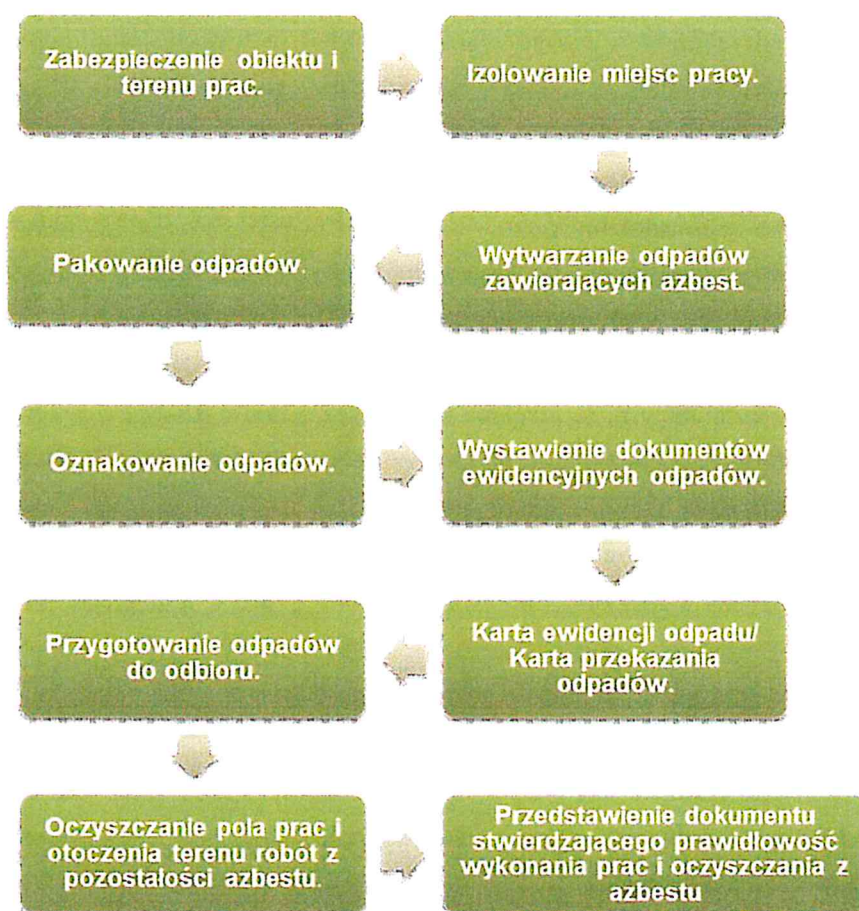 Zabezpieczenie obiektu i
terenu prac.
Izolowanie miejsc pracy.
Wytwarzanie odpadów
zawierających azbest.
Pakowanie odpadów.
Oznakowanie odpadów.
Wystawienie dokumentów
ewidencyjnych odpadów.
Karta ewidencji odpadu/
Karta przekazania
odpadów.
Przygotowanie odpadów
do odbioru.
Oczyszczanie pola prac i
otoczenia terenu robót z
pozostałości azbestu.
Przedstawienie dokumentu
stwierdzającego prawidłowość
wykonania prac i oczyszczania z
azbestu